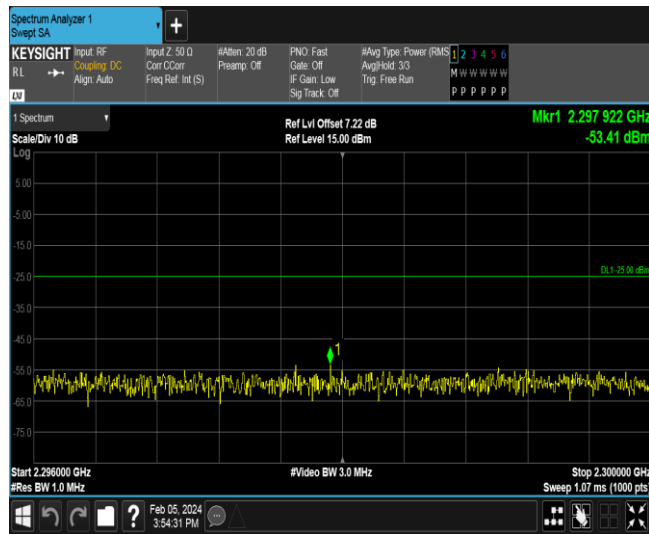 Spectrum Analyzer 1
Swept SA
+
KEYSIGHT
RL
LXI
Input: RF
Coupling: DC
Align: Auto
Input Z: 50 Ω
Corr CCorr
Freq Ref: Int (S)
#Atten: 20 dB
Preamp: Off
PNO: Fast
Gate: Off
IF Gain: Low
Sig Track: Off
#Avg Type: Power (RMS
Avg|Hold: 3/3
Trig: Free Run
1 2 3 4 5 6
M W W W W W
P P P P P P
1 Spectrum
Scale/Div 10 dB
Log
Ref Lvl Offset 7.22 dB
Ref Level 15.00 dBm
Mkr1 2.297 922 GHz
-53.41 dBm
5.00
-5.00
-15.0
-25.0
DL1 -25.00 dBm
-35.0
-45.0
1
-55.0
-65.0
-75.0
Start 2.296000 GHz
#Res BW 1.0 MHz
#Video BW 3.0 MHz
Stop 2.300000 GHz
Sweep 1.07 ms (1000 pts)
?
Feb 05, 2024
3:54:31 PM